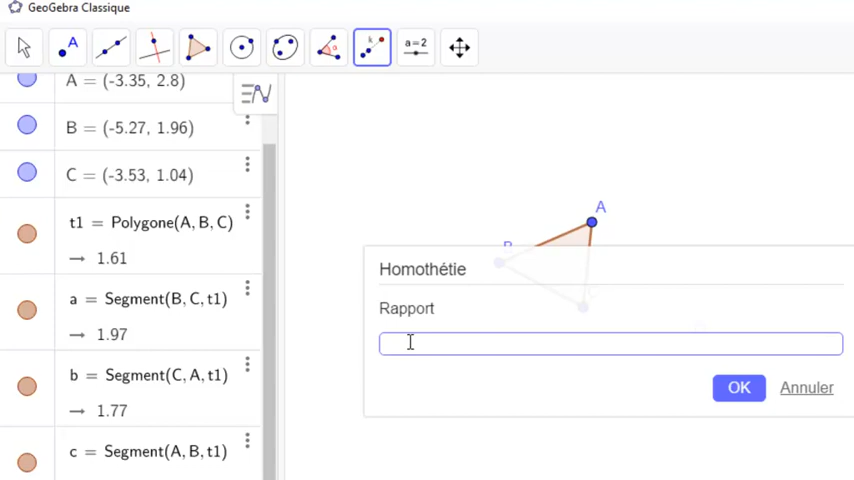 GeoGebra Classique
A
α
k
a=2
A = (-3.35, 2.8)
B = (-5.27, 1.96)
C = (-3.53, 1.04)
t1 = Polygone(A, B, C)
→ 1.61
a = Segment(B, C, t1)
→ 1.97
b = Segment(C, A, t1)
→ 1.77
c = Segment(A, B, t1)
A
B
Homothétie
Rapport
OK Annuler